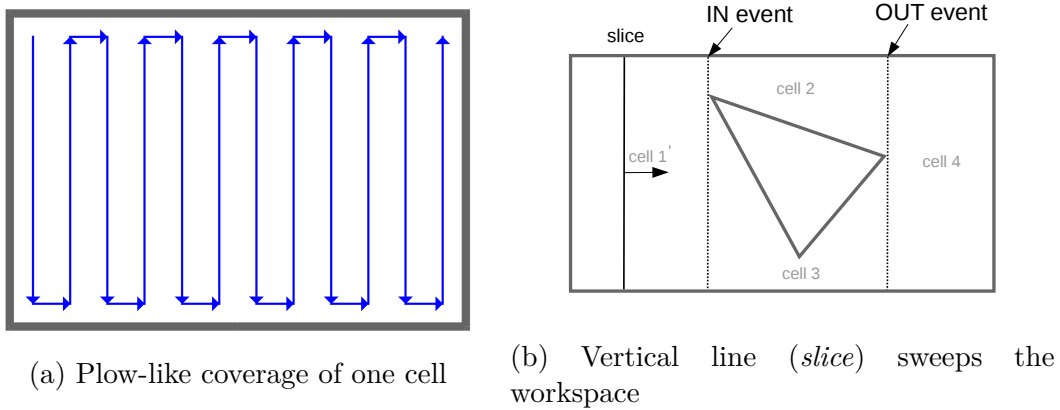 IN event
OUT event
slice
cell 2
cell 1'
cell 4
cell 3
(a) Plow-like coverage of one cell
(b) Vertical line (slice) sweeps the
workspace